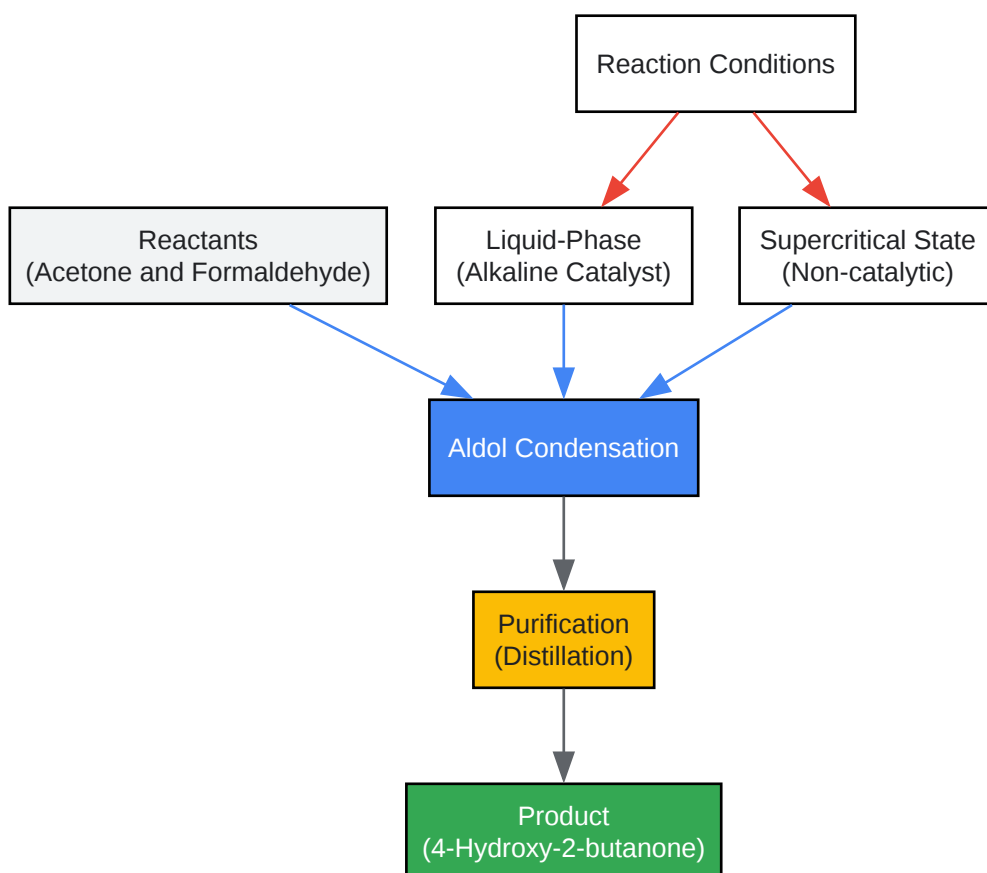 Reaction Conditions
Reactants
(Acetone and Formaldehyde)
Liquid-Phase
(Alkaline Catalyst)
Supercritical State
(Non-catalytic)
Aldol Condensation
Purification
(Distillation)
Product
(4-Hydroxy-2-butanone)